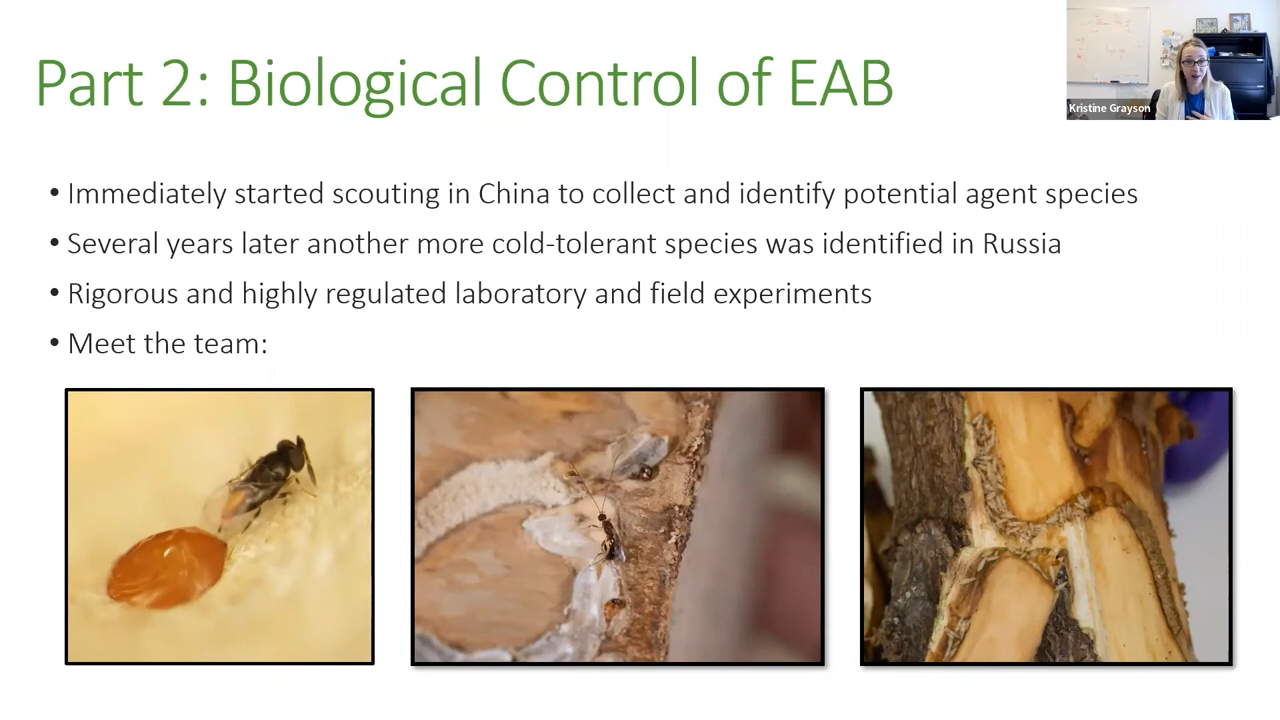 Part 2: Biological Control of EAB
Kristine Grayson
• Immediately started scouting in China to collect and identify potential agent species
• Several years later another more cold-tolerant species was identified in Russia
• Rigorous and highly regulated laboratory and field experiments
• Meet the team: